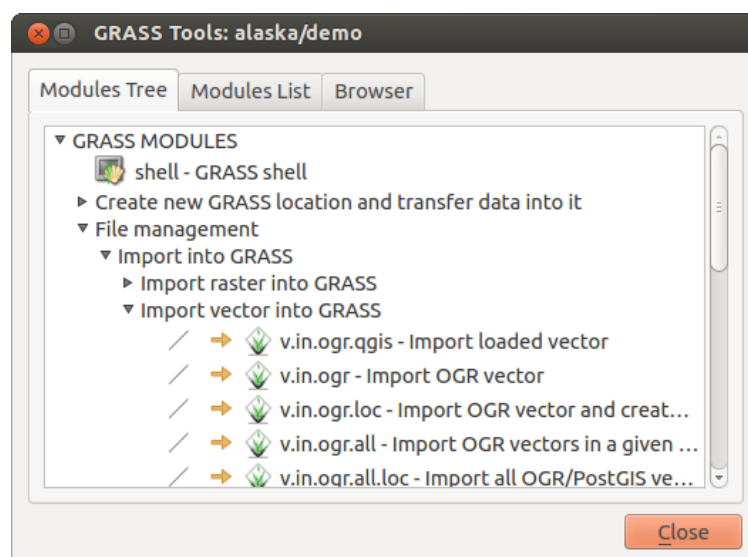 GRASS Tools: alaska/demo
Modules Tree
Modules List
Browser
GRASS MODULES
shell - GRASS shell
Create new GRASS location and transfer data into it
File management
Import into GRASS
Import raster into GRASS
Import vector into GRASS
v.in.ogr.qgis - Import loaded vector
v.in.ogr - Import OGR vector
v.in.ogr.loc - Import OGR vector and creat...
v.in.ogr.all - Import OGR vectors in a given ...
v.in.ogr.all.loc - Import all OGR/PostGIS ve...
Close